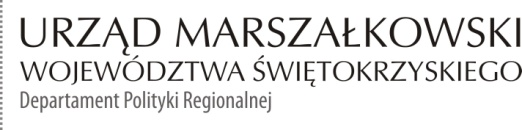 URZĄD MARSZAŁKOWSKI
WOJEWÓDZTWA ŚWIĘTOKRZYSKIEGO
Departament Polityki Regionalnej